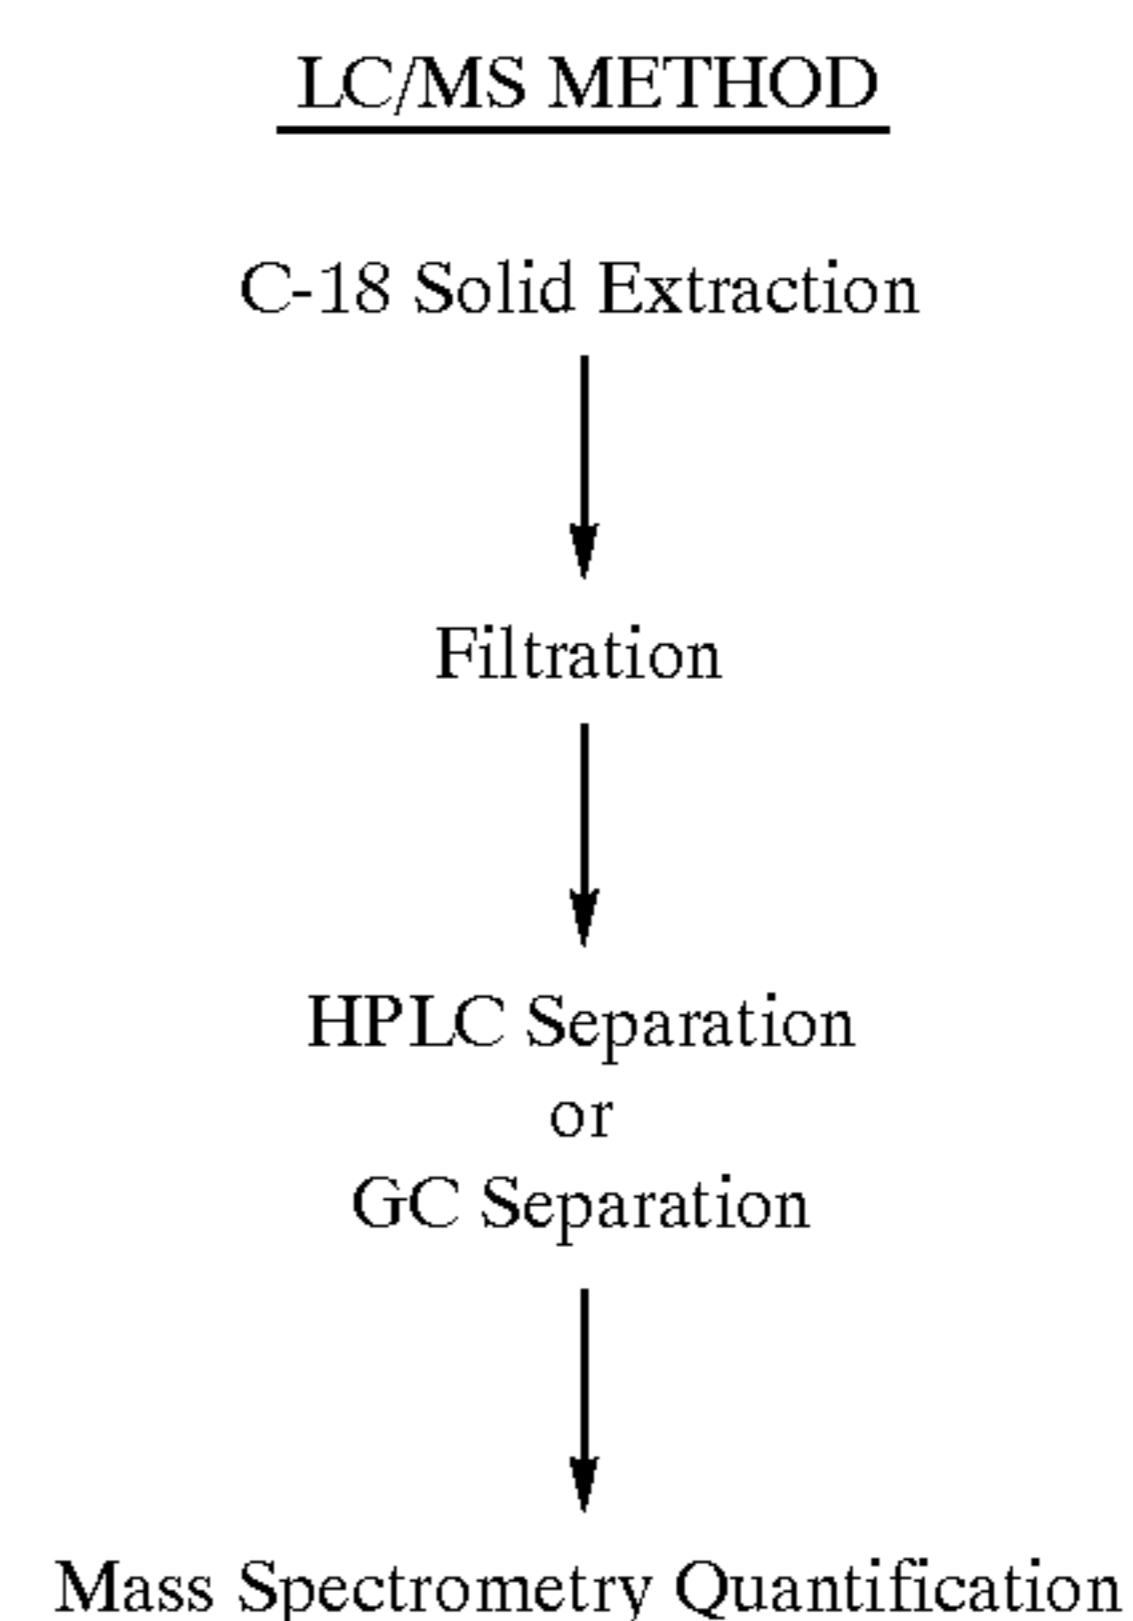 LC/MS METHOD
C-18 Solid Extraction
Filtration
HPLC Separation
or
GC Separation
Mass Spectrometry Quantification